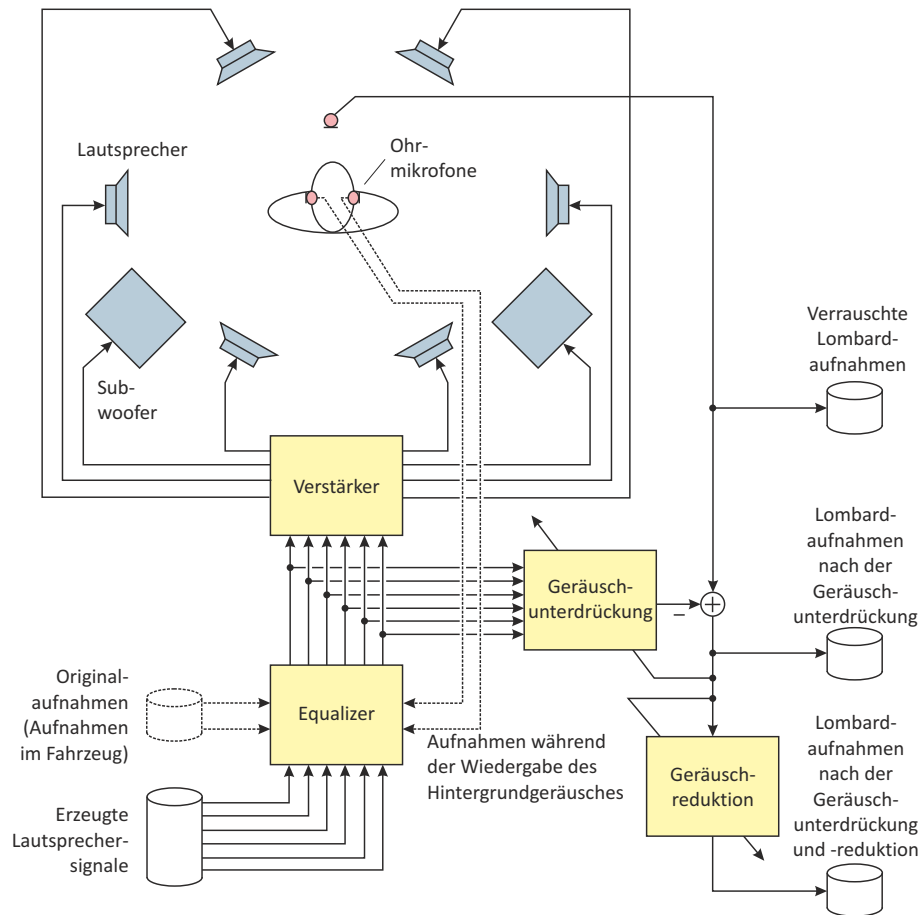 Lautsprecher
Ohr-
mikrofone
Sub-
woofer
Verstärker
Verrauschte
Lombard-
aufnahmen
Geräusch-
unterdrückung
–
+
Lombard-
aufnahmen
nach der
Geräusch-
unterdrückung
Original-
aufnahmen
(Aufnahmen
im Fahrzeug)
Equalizer
Aufnahmen während
der Wiedergabe des
Hintergrundgeräusches
Geräusch-
reduktion
Lombard-
aufnahmen
nach der
Geräusch-
unterdrückung
und -reduktion
Erzeugte
Lautsprecher-
signale